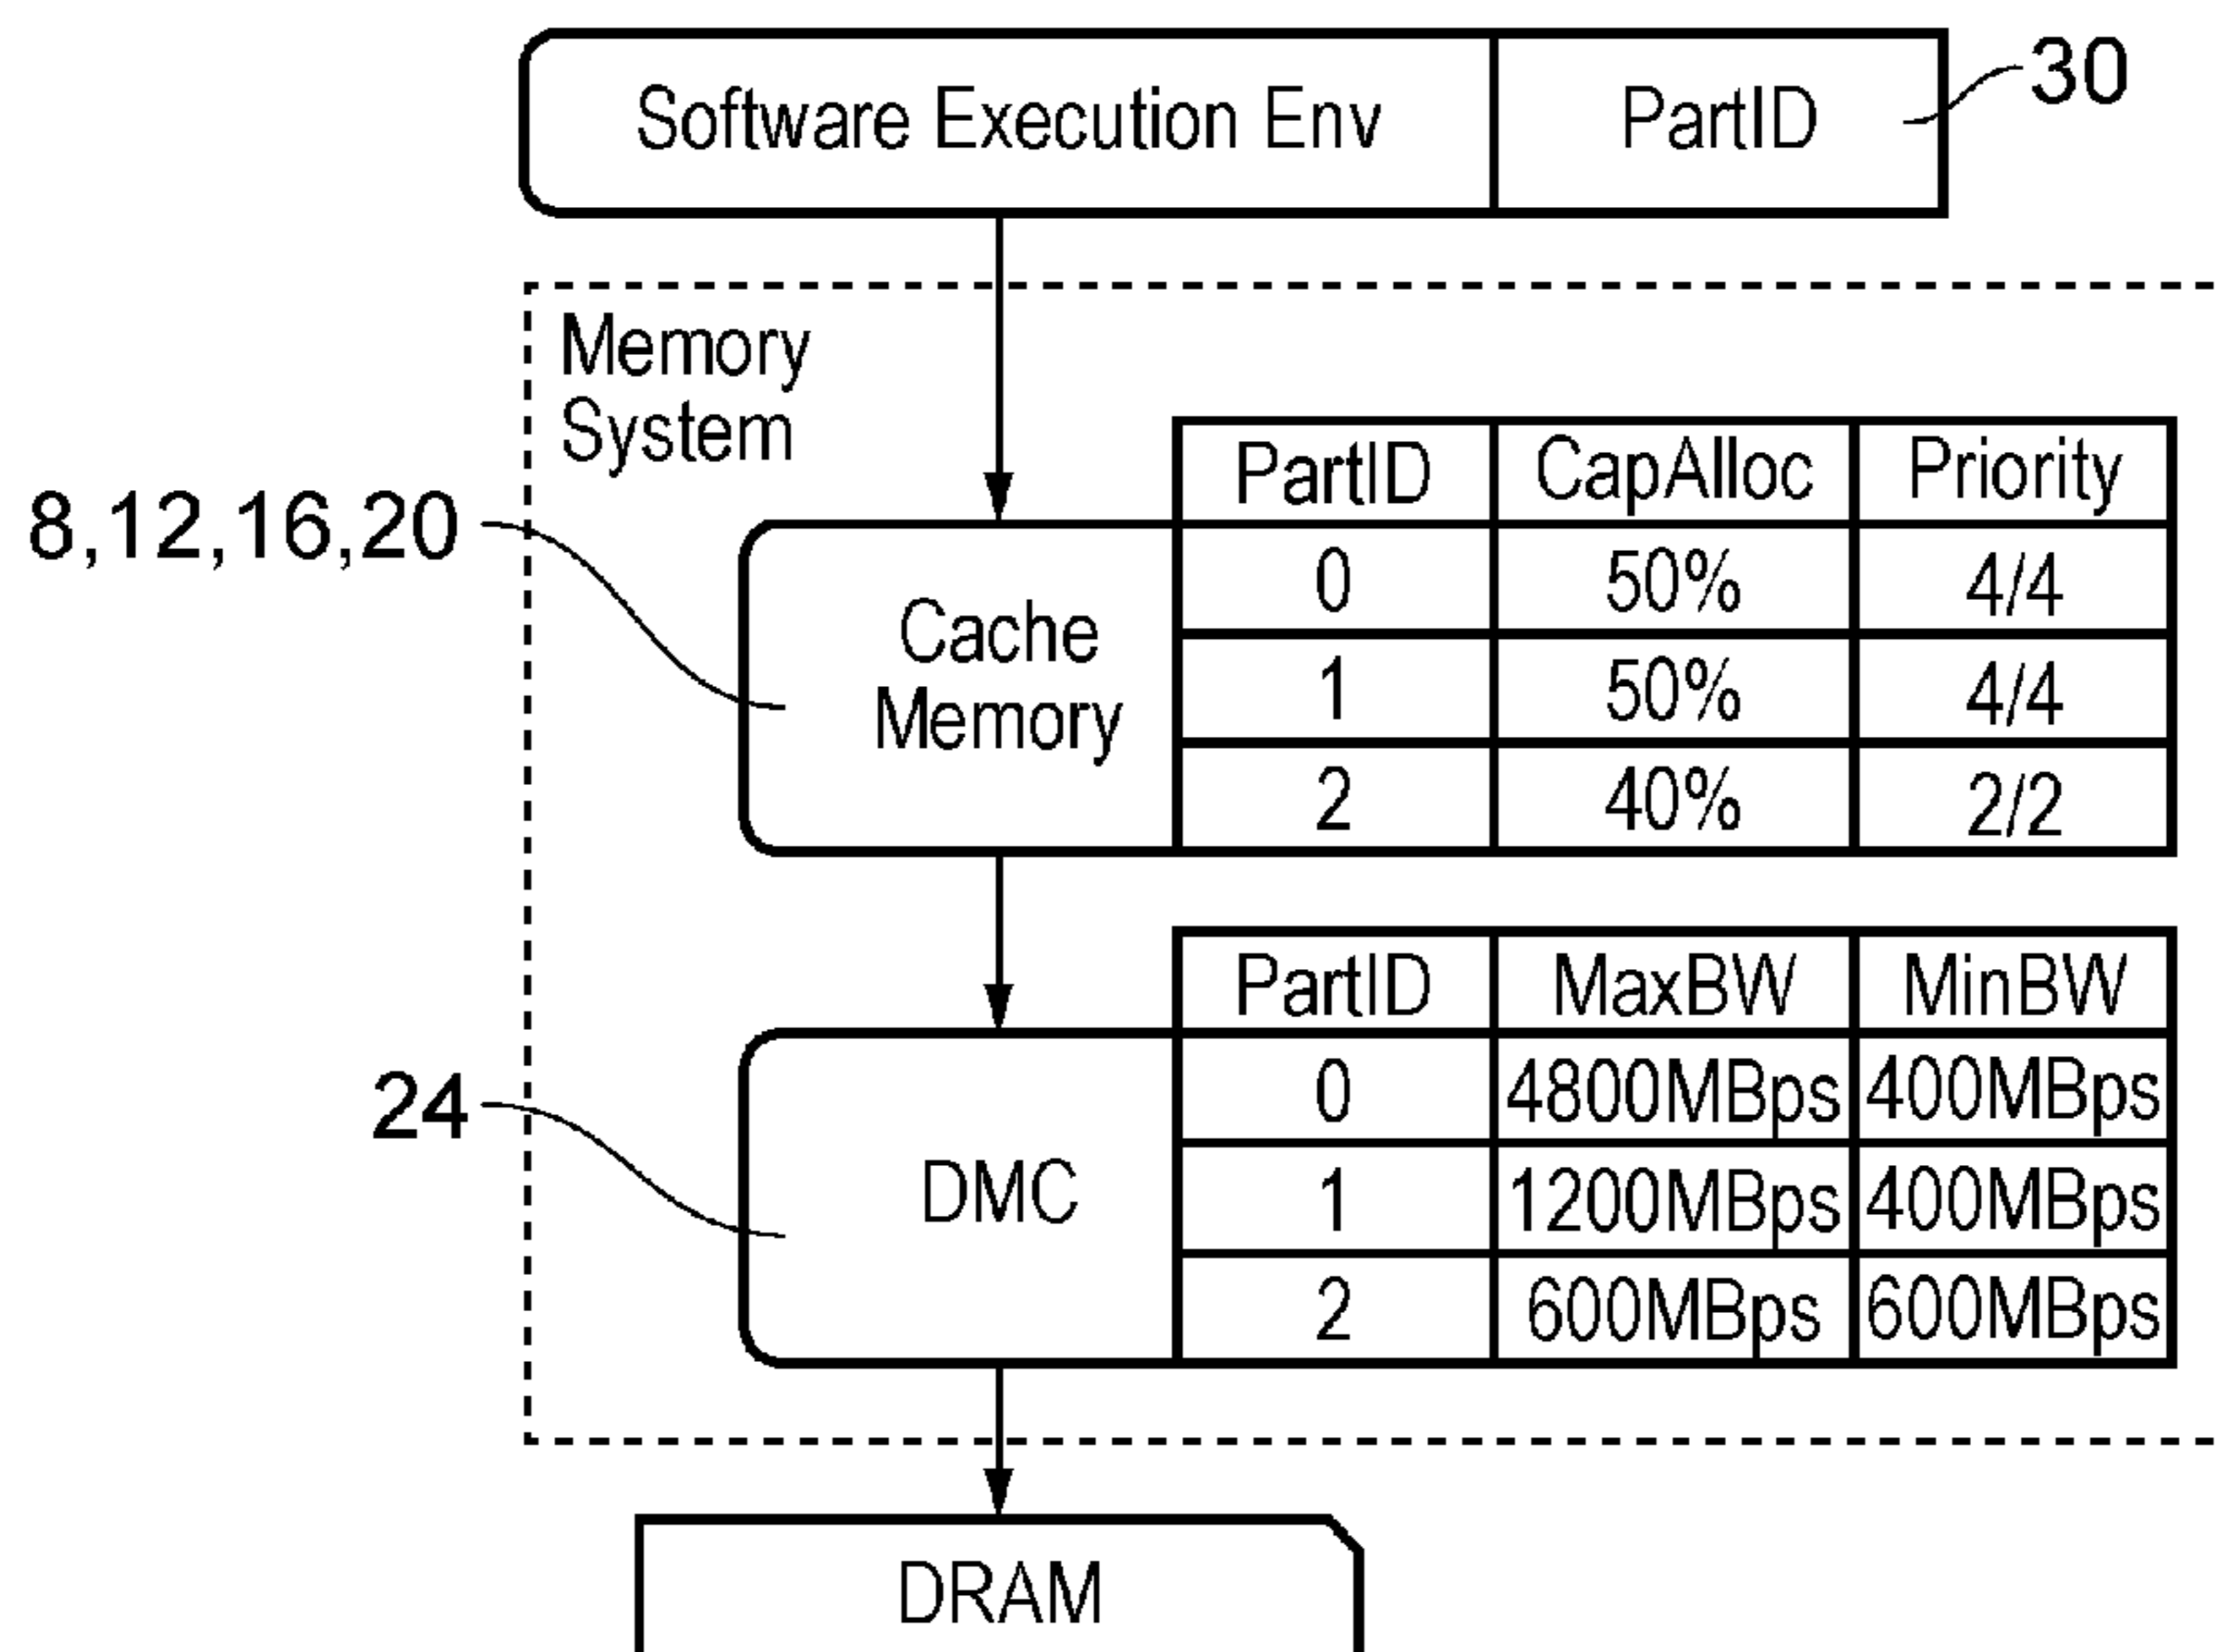 Software Execution Env PartID 30
Memory
System
8,12,16,20
Cache
Memory
PartID CapAlloc Priority
0 50% 4/4
1 50% 4/4
2 40% 2/2
24
DMC
PartID MaxBW MinBW
0 4800MBps 400MBps
1 1200MBps 400MBps
2 600MBps 600MBps
DRAM